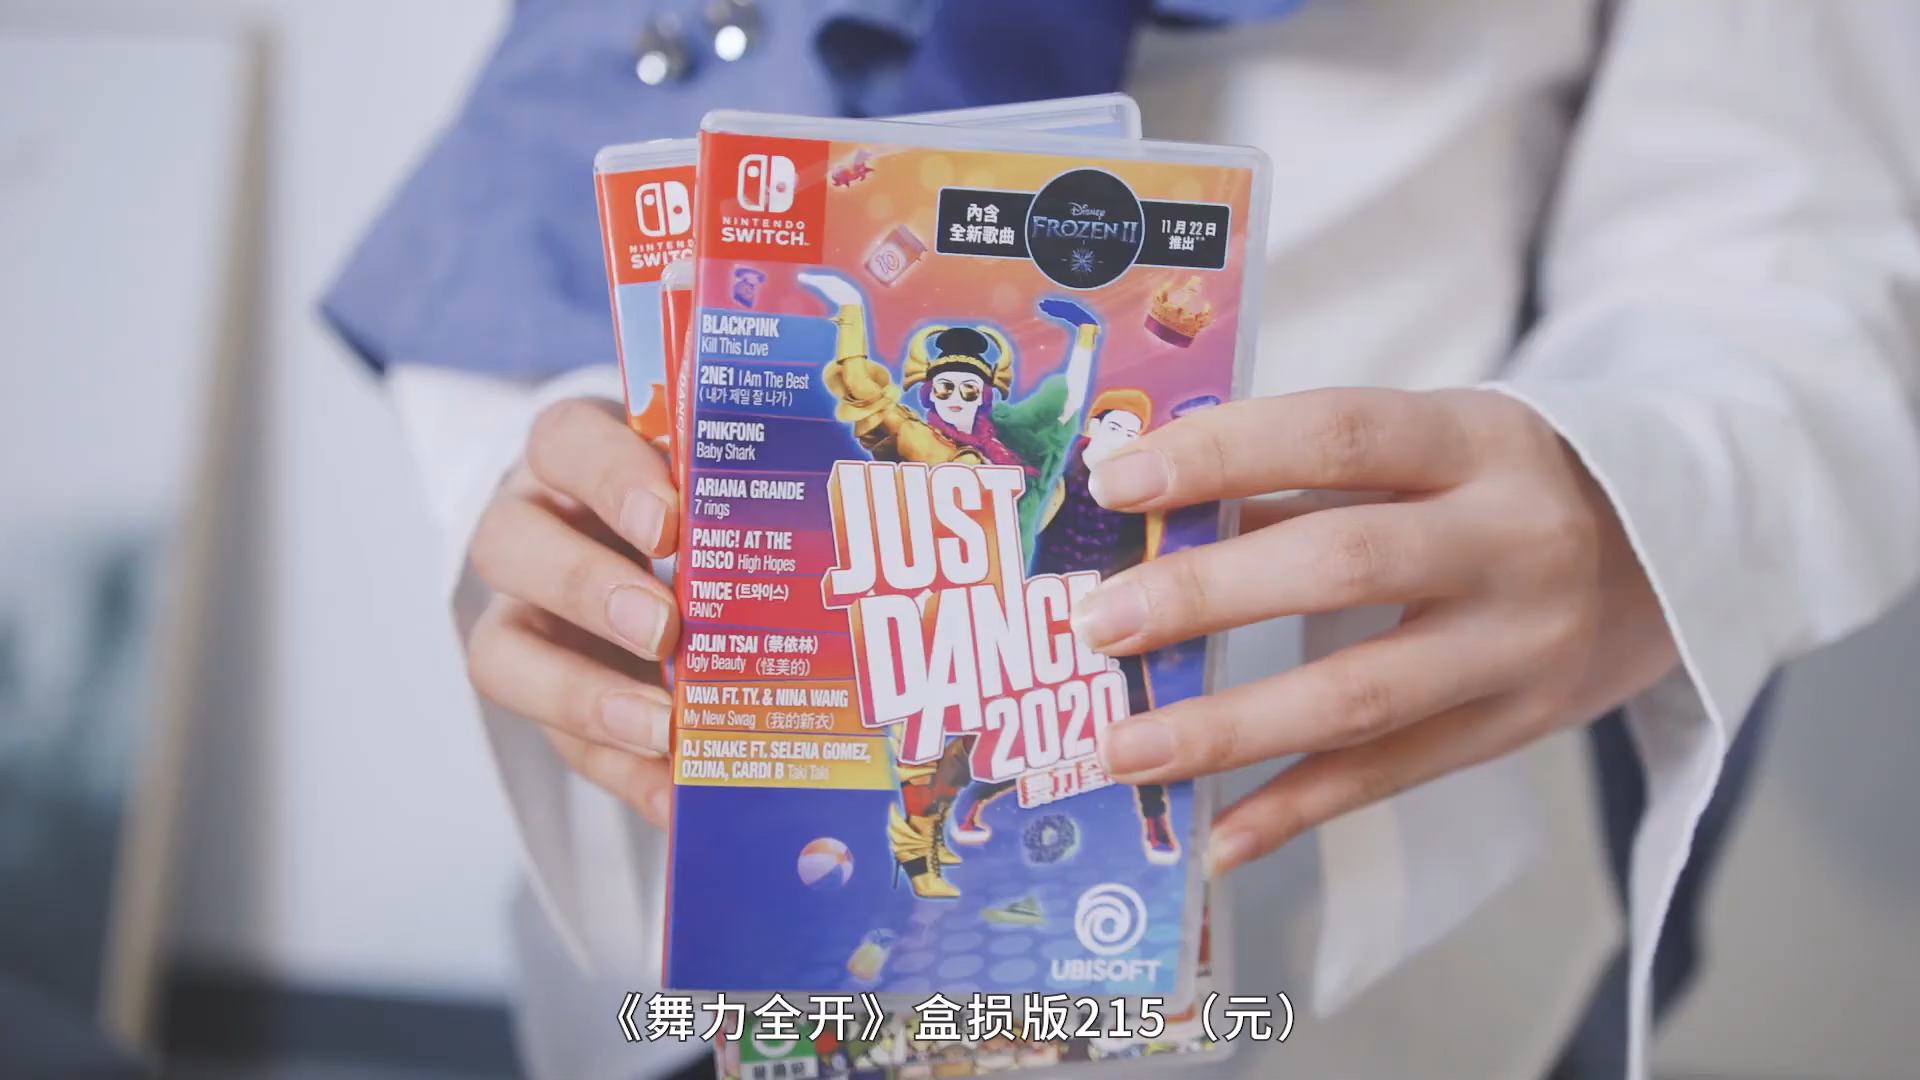 NINTENDO
SWITCH
內含
全新歌曲
Disney
FROZEN II
11月22日
推出
BLACKPINK
Kill This Love
2NE1 I Am The Best
(내가 제일 잘 나가)
PINKFONG
Baby Shark
ARIANA GRANDE
7 rings
PANIC! AT THE
DISCO High Hopes
TWICE (트와이스)
FANCY
JOLIN TSAI (蔡依林)
Ugly Beauty (怪美的)
VAVA FT. TY. & NINA WANG
My New Swag (我的新衣)
DJ SNAKE FT. SELENA GOMEZ,
OZUNA, CARDI B Taki Taki
JUST
DANCE
2020
舞力全
UBISOFT
《舞力全开》盒损版215（元）